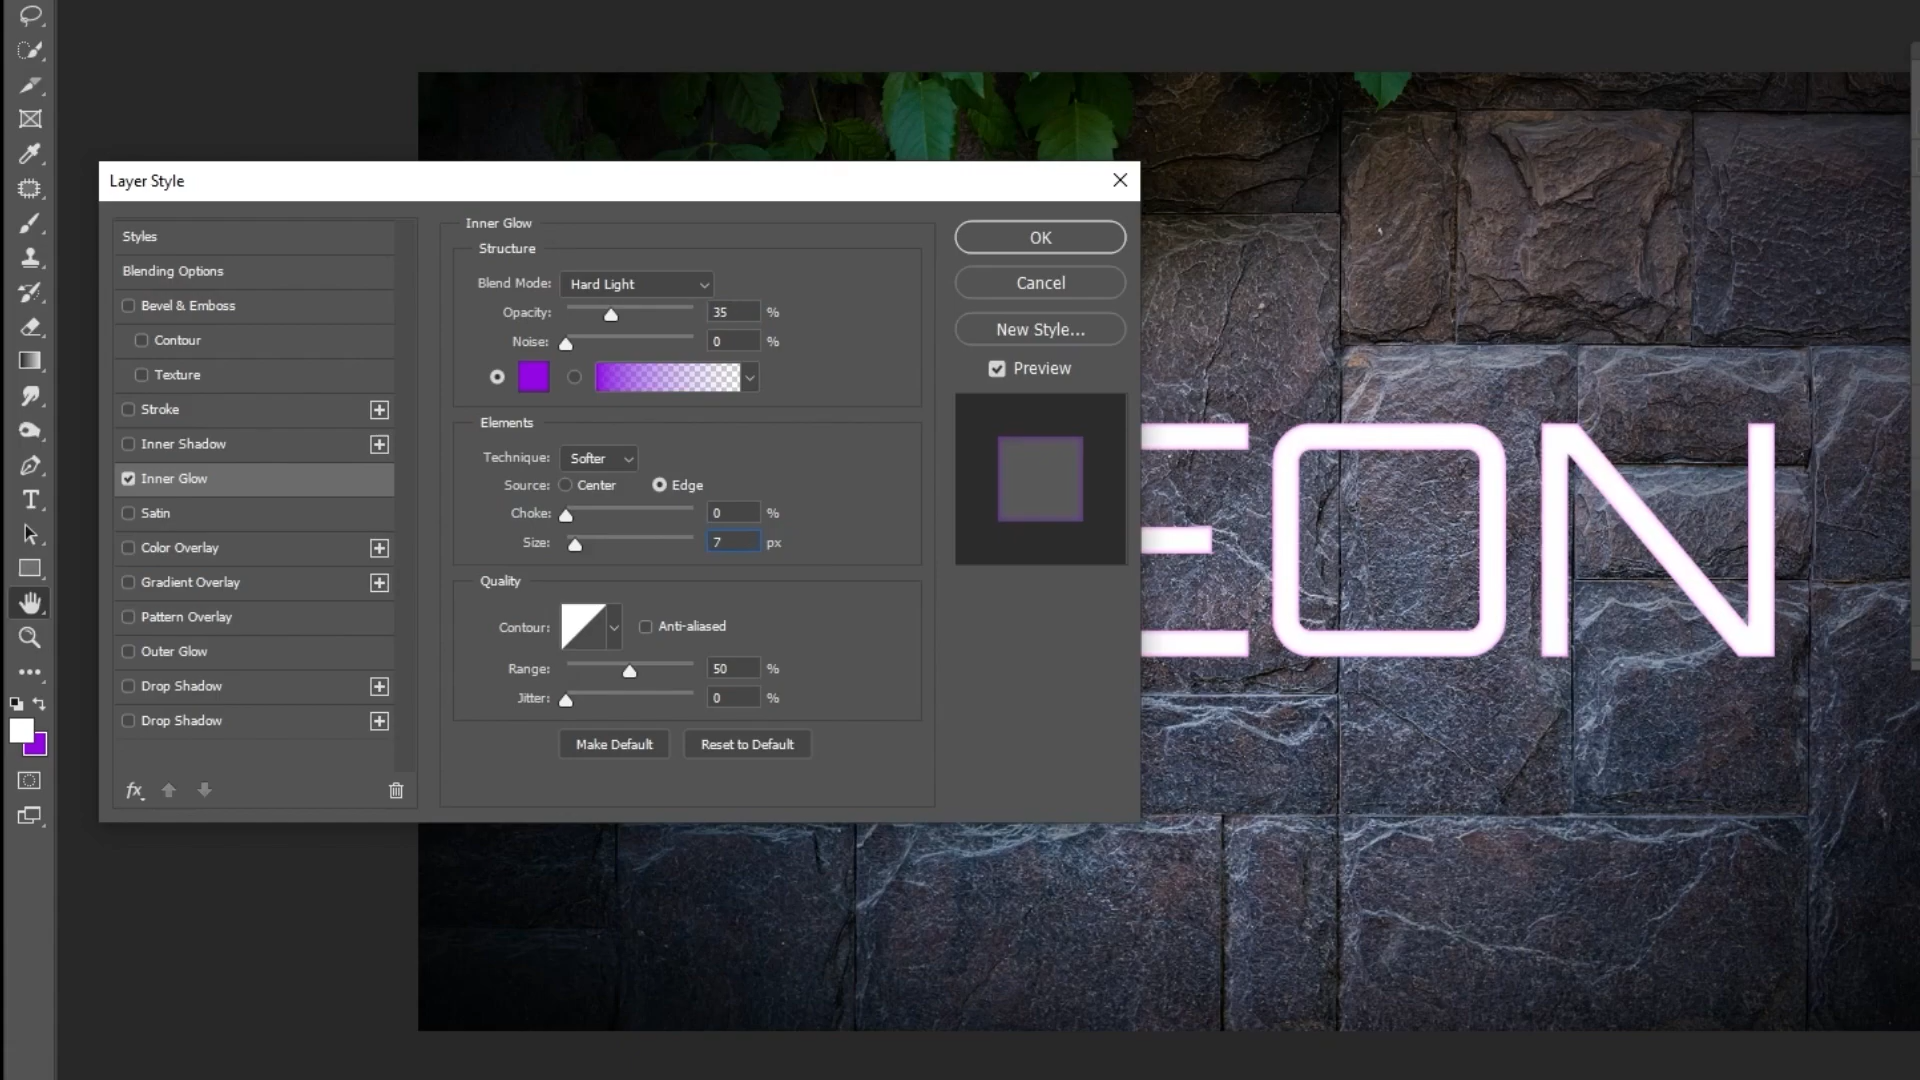 Layer Style
Styles
Blending Options
Bevel & Emboss
Contour
Texture
Stroke
Inner Shadow
Inner Glow
Satin
Color Overlay
Gradient Overlay
Pattern Overlay
Outer Glow
Drop Shadow
Drop Shadow
fx
Inner Glow
Structure
Blend Mode: Hard Light
Opacity: 35 %
Noise: 0 %
Elements
Technique: Softer
Source: Center Edge
Choke: 0 %
Size: 7 px
Quality
Contour: Anti-aliased
Range: 50 %
Jitter: 0 %
Make Default Reset to Default
OK
Cancel
New Style...
Preview
EON